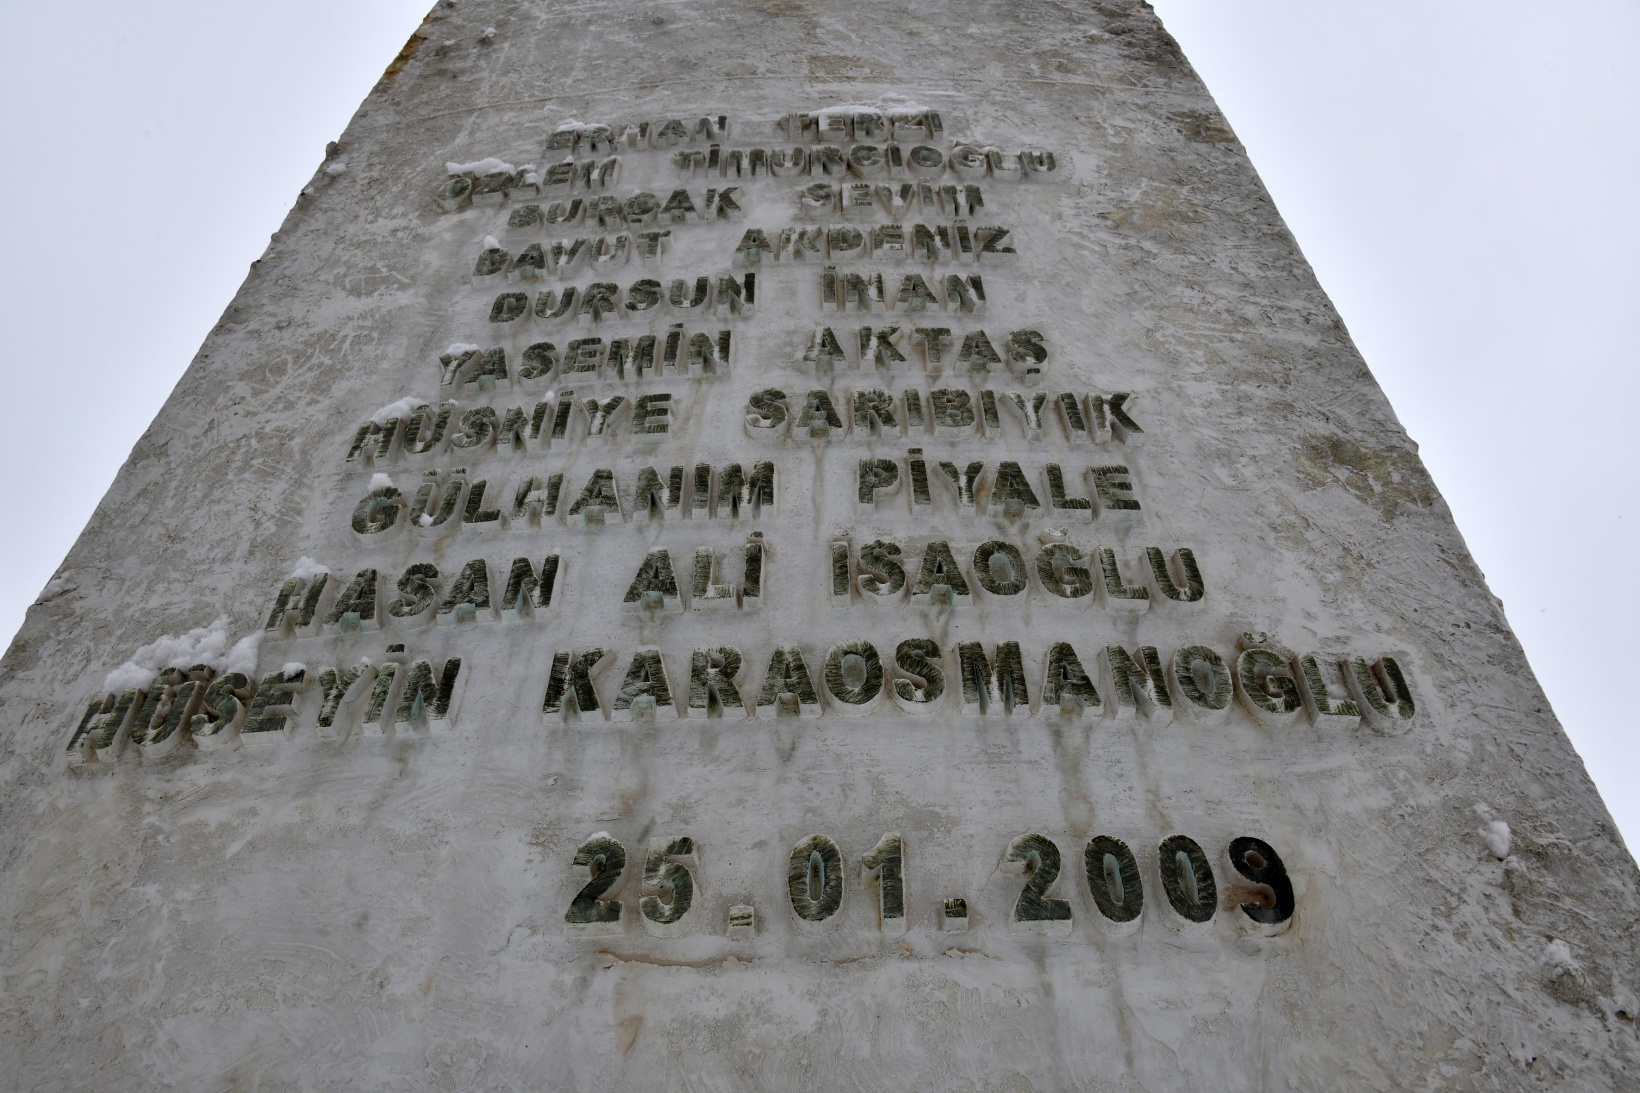 ERHAN TERZİ
ÖZLEM TİMURCİOĞLU
BURÇAK SEVİM
DAVUT AKDENİZ
DURSUN İNAN
YASEMİN AKTAŞ
HÜSNİYE SARIBIYIK
GÜLHANIM PİYALE
HASAN ALİ İSAOĞLU
HÜSEYİN KARAOSMANOĞLU
25.01.2009